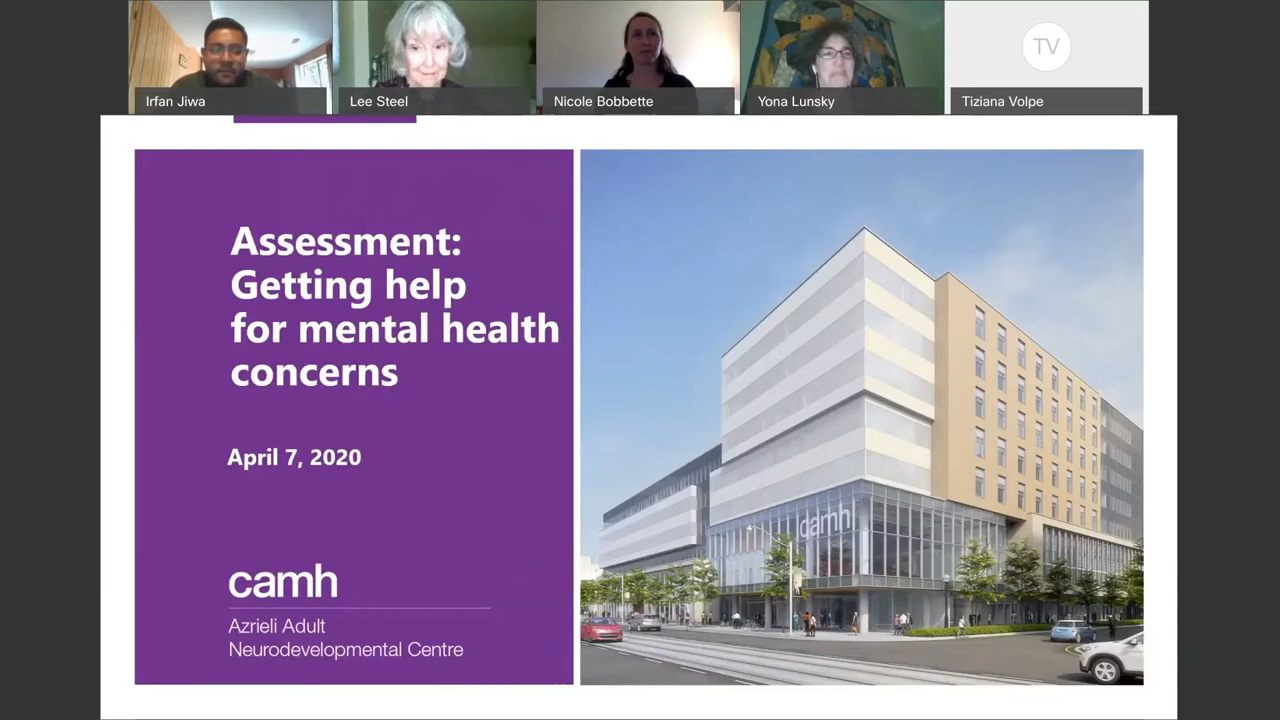 Irfan Jiwa
Lee Steel
Nicole Bobbette
Yona Lunsky
TV
Tiziana Volpe
Assessment:
Getting help
for mental health
concerns
April 7, 2020
camh
Azrieli Adult
Neurodevelopmental Centre
camh